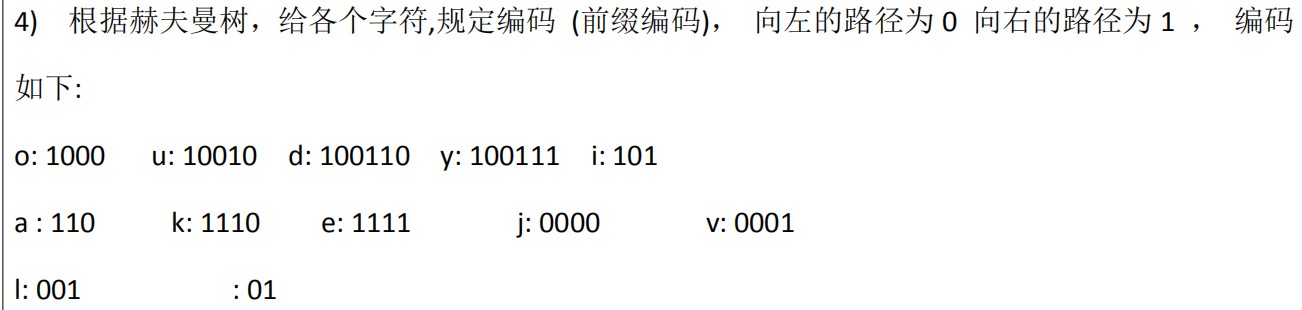 4) 根据赫夫曼树，给各个字符,规定编码 (前缀编码)， 向左的路径为 0 向右的路径为 1 ， 编码
如下:
o: 1000 u: 10010 d: 100110 y: 100111 i: 101
a : 110 k: 1110 e: 1111 j: 0000 v: 0001
l: 001 : 01